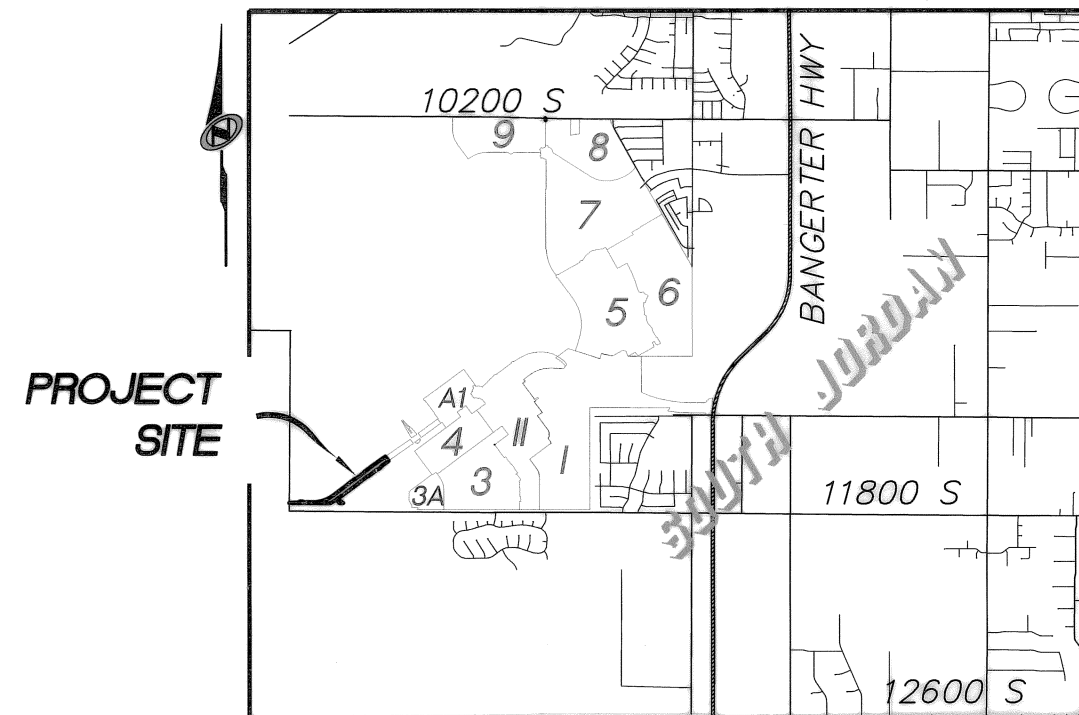 10200 S
BANGERTER HWY
N
9
8
7
6
5
SOUTH JORDAN
PROJECT
SITE
A1
4
II
I
3
3A
11800 S
12600 S